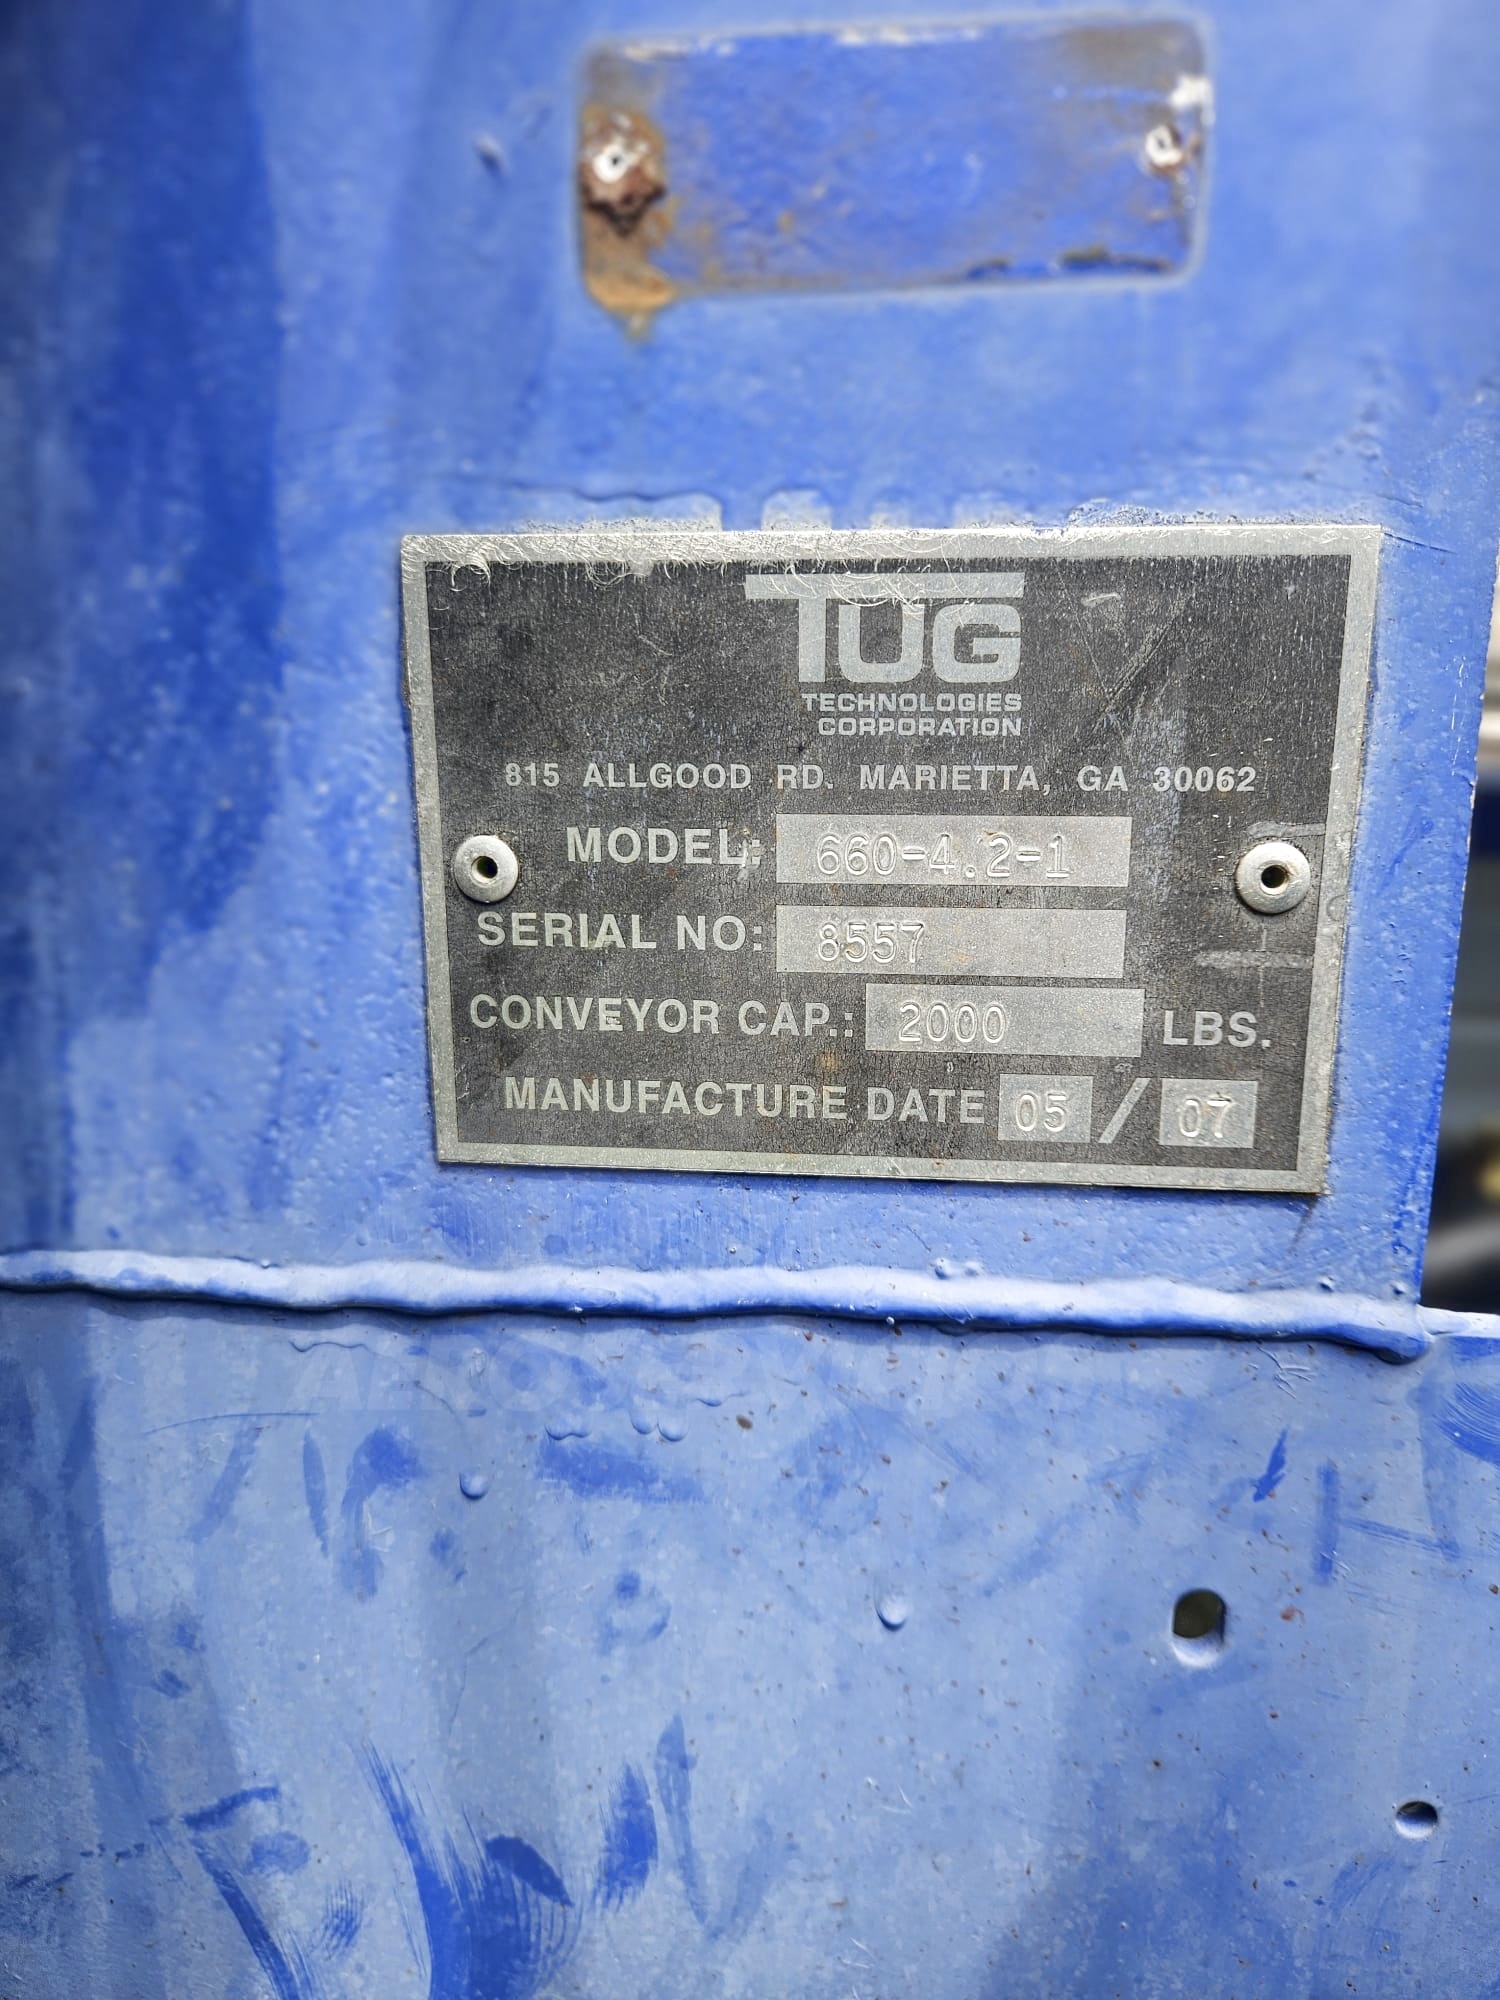 TUG
TECHNOLOGIES
CORPORATION
815 ALLGOOD RD. MARIETTA, GA 30062
MODEL: 660-4.2-1
SERIAL NO: 8557
CONVEYOR CAP.: 2000 LBS.
MANUFACTURE DATE 05 / 07